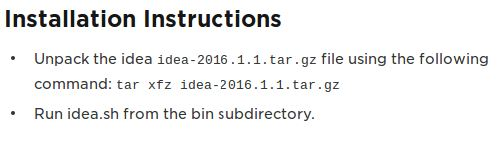 Installation Instructions
• Unpack the idea idea-2016.1.1.tar.gz file using the following
command: tar xfz idea-2016.1.1.tar.gz
• Run idea.sh from the bin subdirectory.